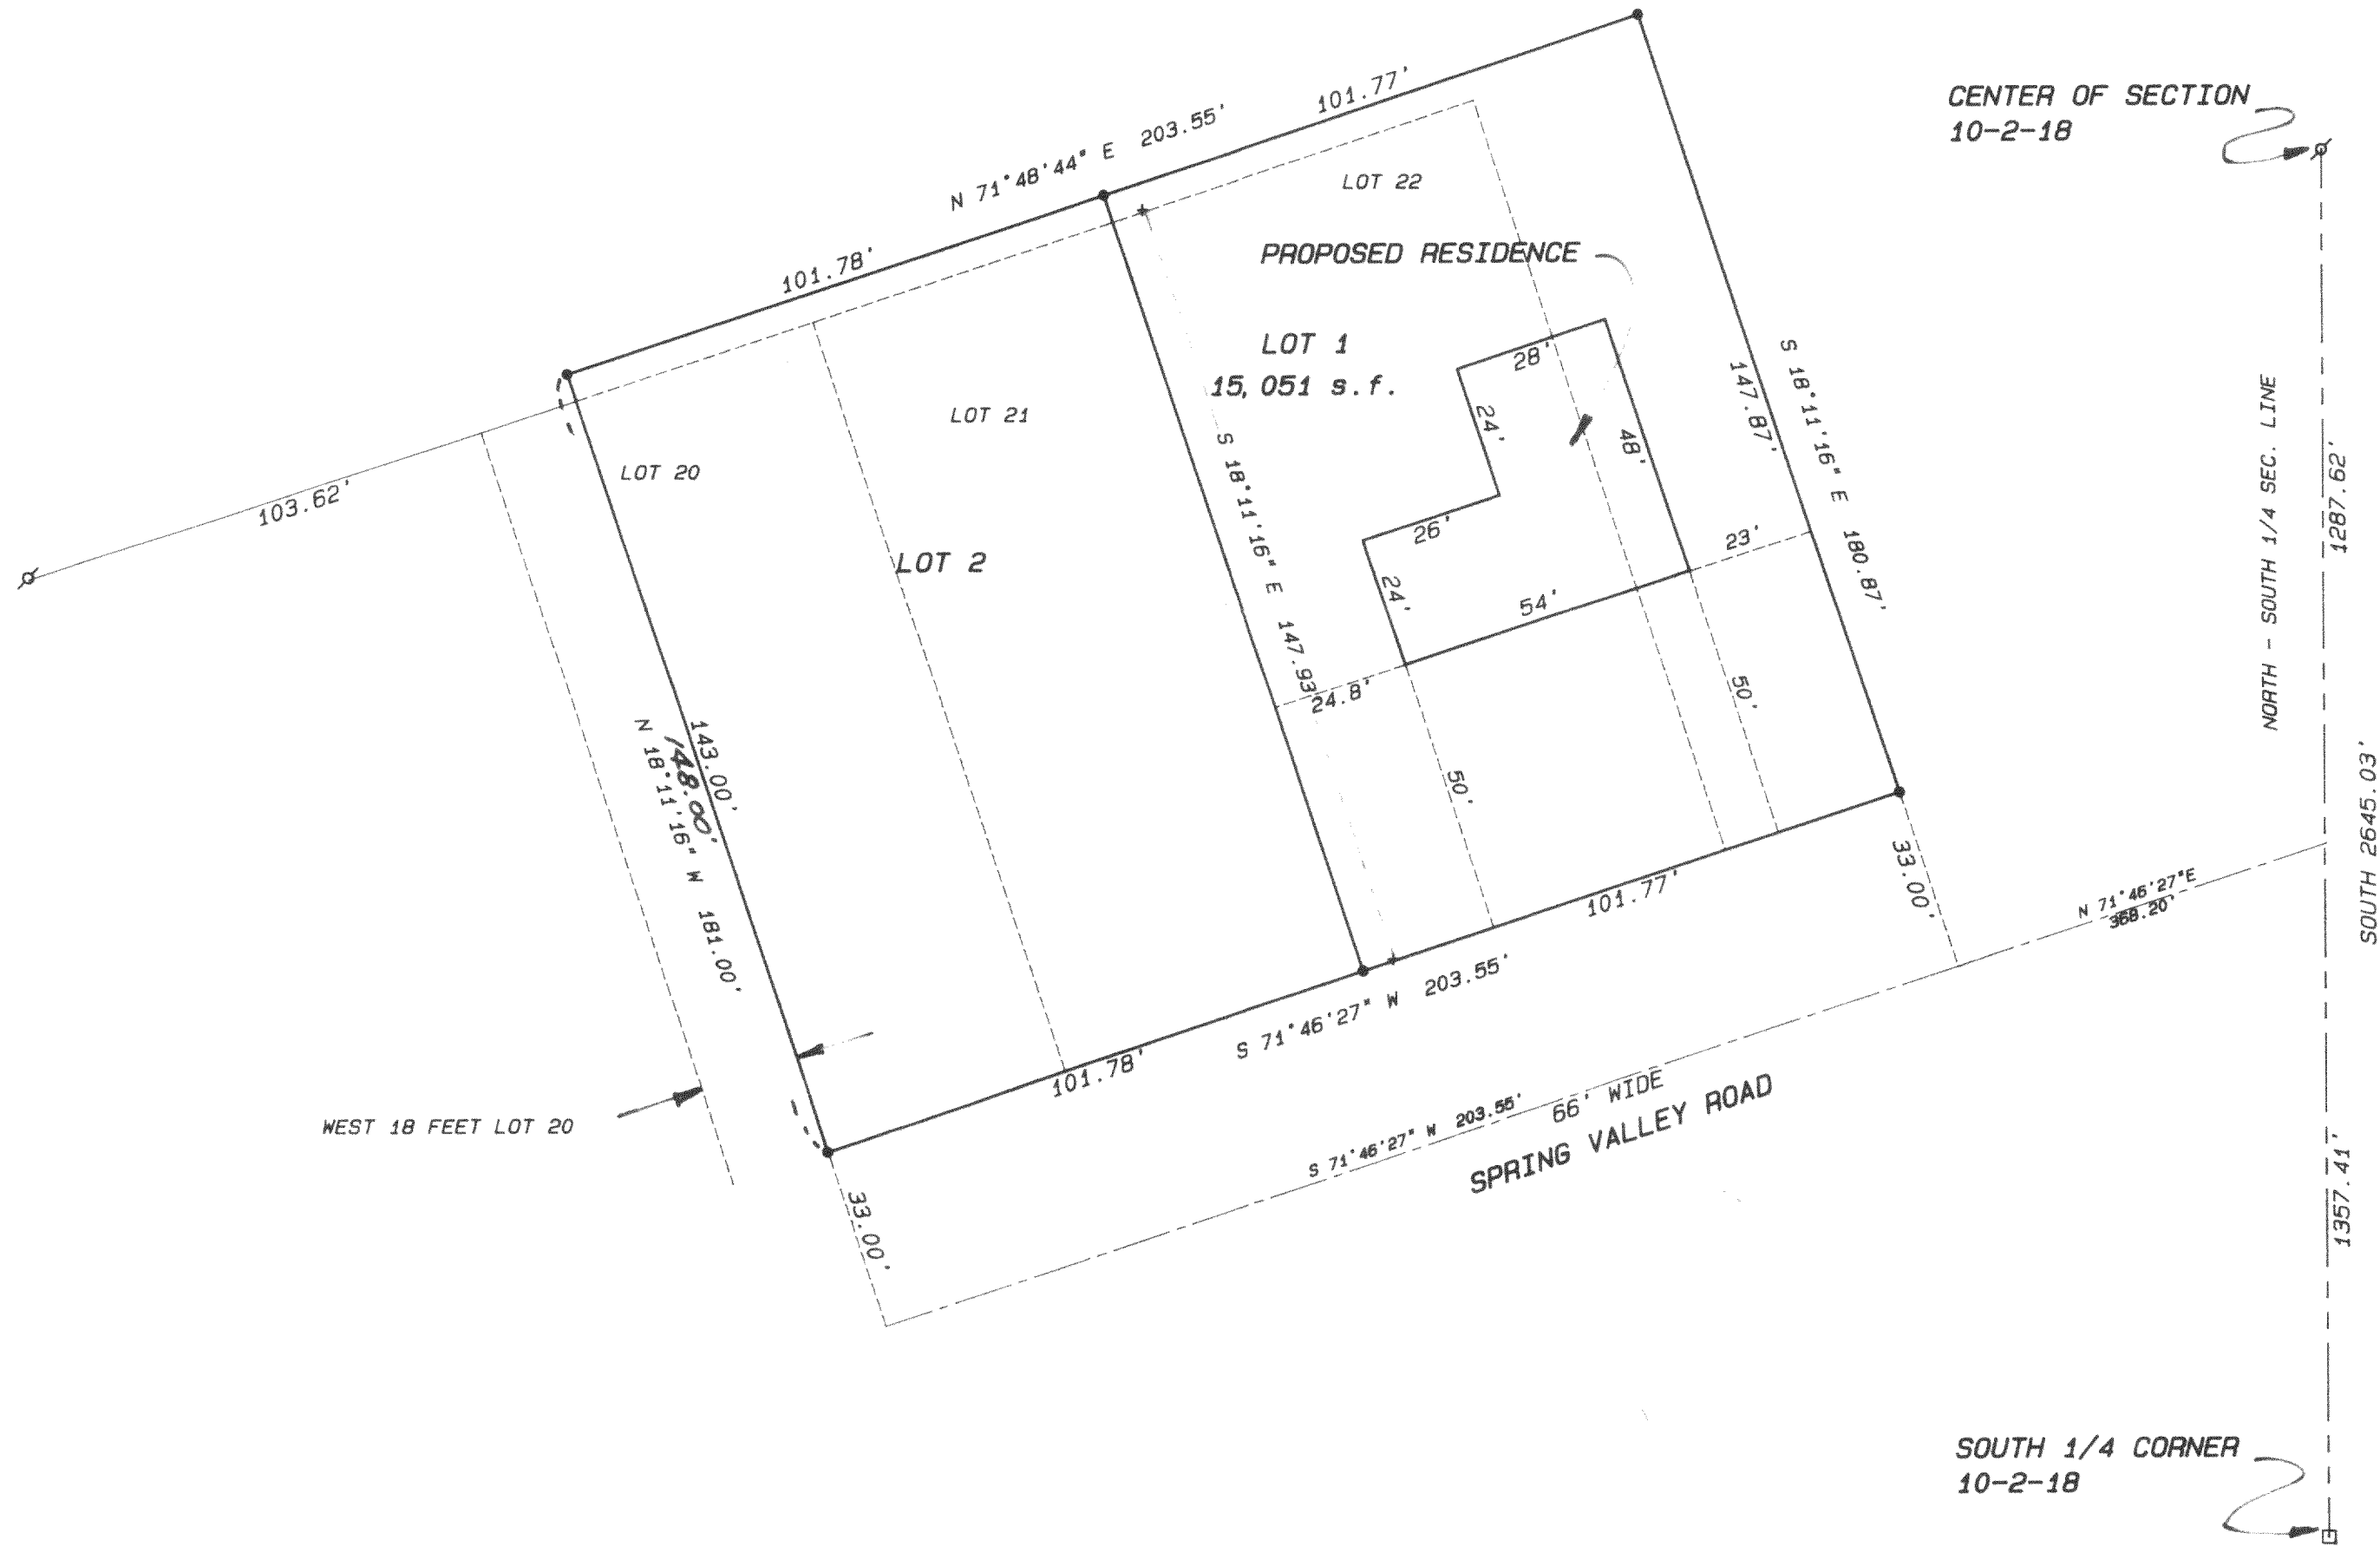 CENTER OF SECTION
10-2-18
101.77'
N 71°48'44" E 203.55'
LOT 22
PROPOSED RESIDENCE
101.78'
LOT 1
15,051 s.f.
28'
24'
48'
147.87'
S 18°11'16" E 180.87'
LOT 21
LOT 20
103.62'
26'
23'
LOT 2
24'
54'
S 18°11'16" E 147.93'
24.8'
50'
50'
143.00'
148.00'
N 18°11'16" W 181.00'
101.77'
33.00'
S 71°46'27" W 203.55'
101.78'
WEST 18 FEET LOT 20
33.00'
S 71°46'27" W 203.55'
66' WIDE
SPRING VALLEY ROAD
N 71°46'27"E
368.20'
NORTH - SOUTH 1/4 SEC. LINE
1287.62'
SOUTH 2645.03'
1357.41'
SOUTH 1/4 CORNER
10-2-18